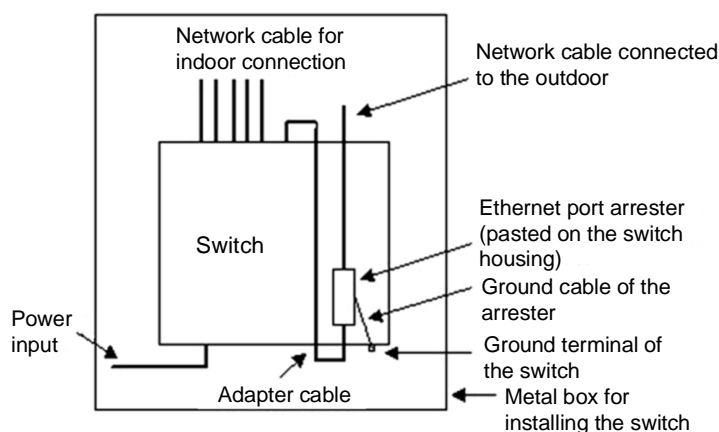 Network cable for
indoor connection
Network cable connected
to the outdoor
Ethernet port arrester
(pasted on the switch
housing)
Switch
Ground cable of the
arrester
Power
input
Ground terminal of
the switch
Adapter cable
Metal box for
installing the switch